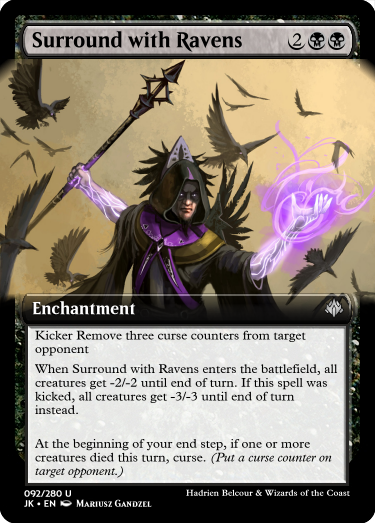 Surround with Ravens 2
Enchantment
Kicker Remove three curse counters from target
opponent
When Surround with Ravens enters the battlefield, all
creatures get -2/-2 until end of turn. If this spell was
kicked, all creatures get -3/-3 until end of turn
instead.
At the beginning of your end step, if one or more
creatures died this turn, curse. (Put a curse counter on
target opponent.)
092/280 U
JK • EN Mariusz Gandzel
Hadrien Belcour & Wizards of the Coast